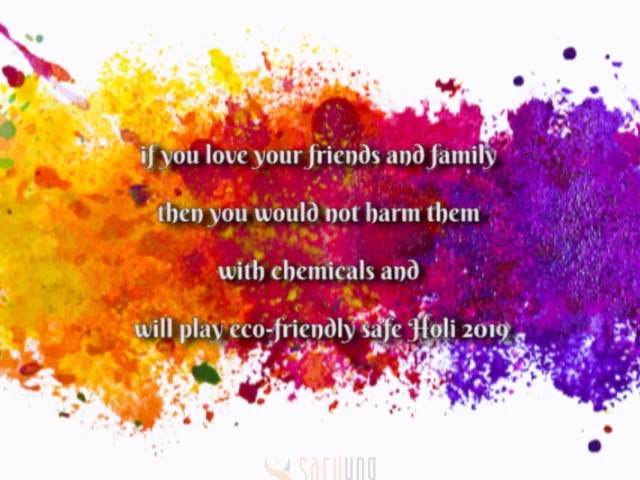 if you love your friends and family
then you would not harm them
with chemicals and
will play eco-friendly safe Holi 2019